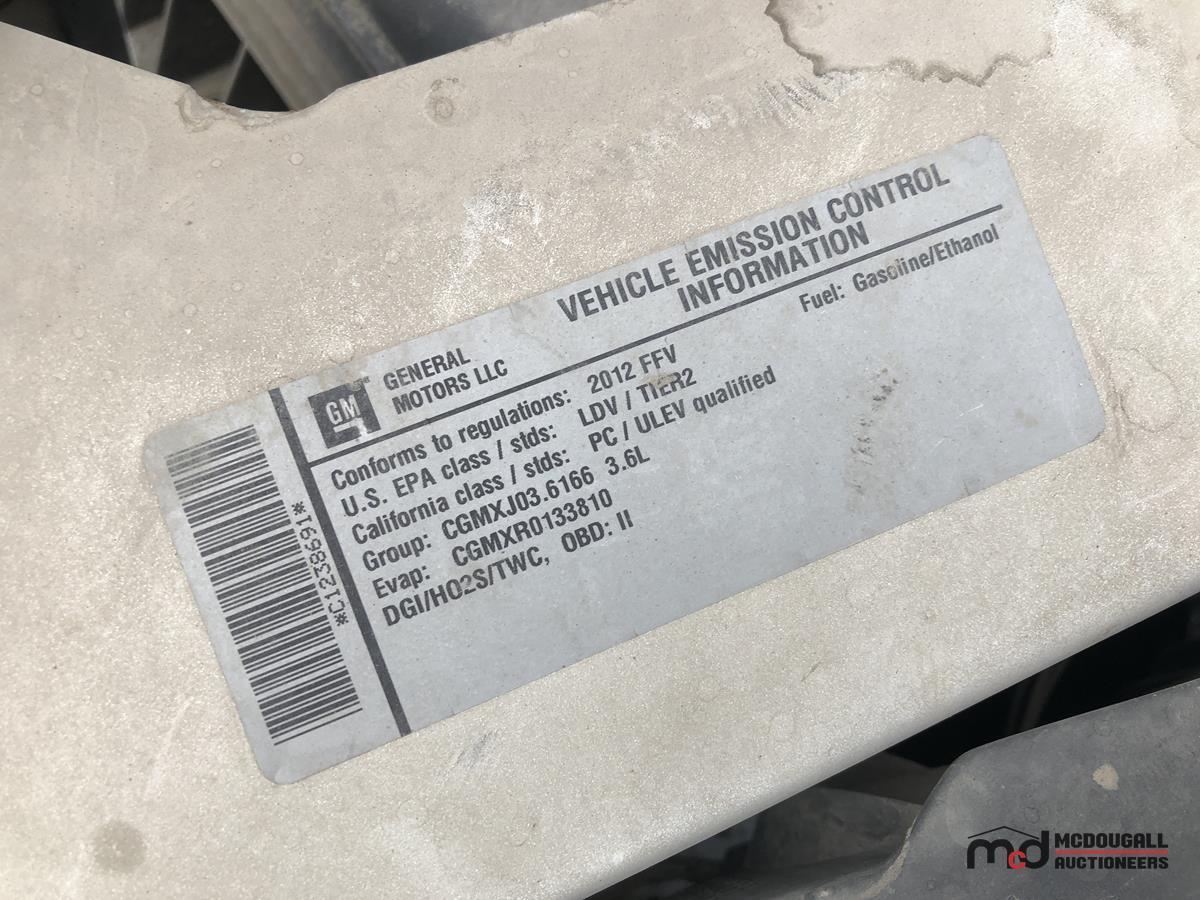 VEHICLE EMISSION CONTROL
INFORMATION
GM
GENERAL
MOTORS LLC
Fuel: Gasoline/Ethanol
Conforms to regulations: 2012 FFV
U.S. EPA class / stds: LDV / TIER2
California class / stds: PC / ULEV qualified
Group: CGMXJ03.6166 3.6L
Evap: CGMXR0133810
DGI/HO2S/TWC, OBD: II
*C1238691*
mcd MCDOUGALL
AUCTIONEERS